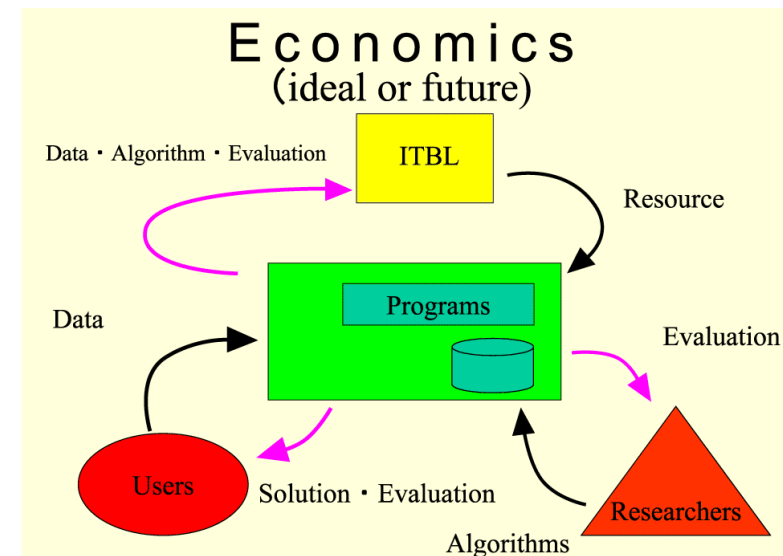 Economics
(ideal or future)
Data・Algorithm・Evaluation
ITBL
Resource
Programs
Data
Evaluation
Users
Solution・Evaluation
Researchers
Algorithms